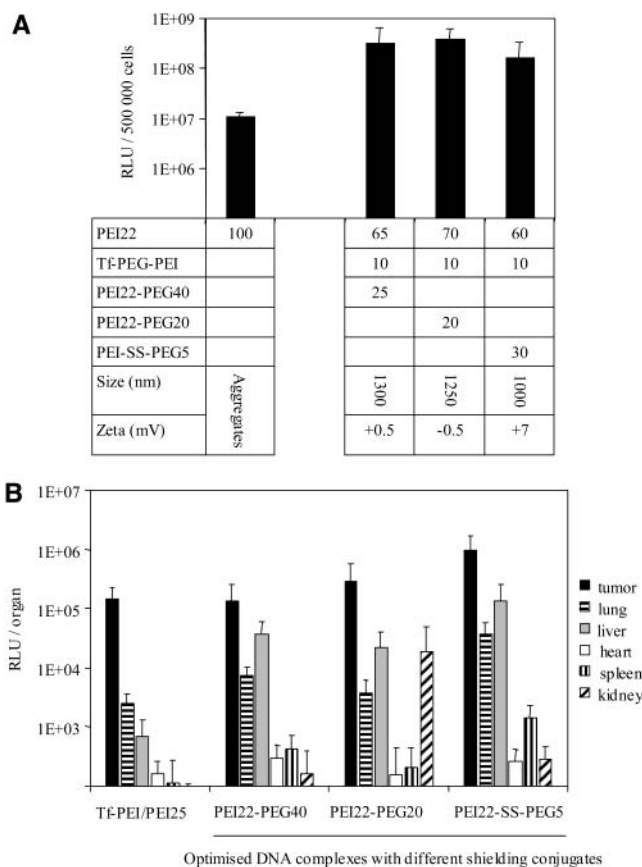 A
RLU / 500 000 cells
1E+09
1E+08
1E+07
1E+06
PEI22 100 65 70 60
Tf-PEG-PEI 10 10 10
PEI22-PEG40 25
PEI22-PEG20 20
PEI-SS-PEG5 30
Size (nm) Aggregates 1300 1250 1000
Zeta (mV) +0.5 -0.5 +7
B
RLU / organ
1E+07
1E+06
1E+05
1E+04
1E+03
tumor
lung
liver
heart
spleen
kidney
Tf-PEI/PEI25 PEI22-PEG40 PEI22-PEG20 PEI22-SS-PEG5
Optimised DNA complexes with different shielding conjugates